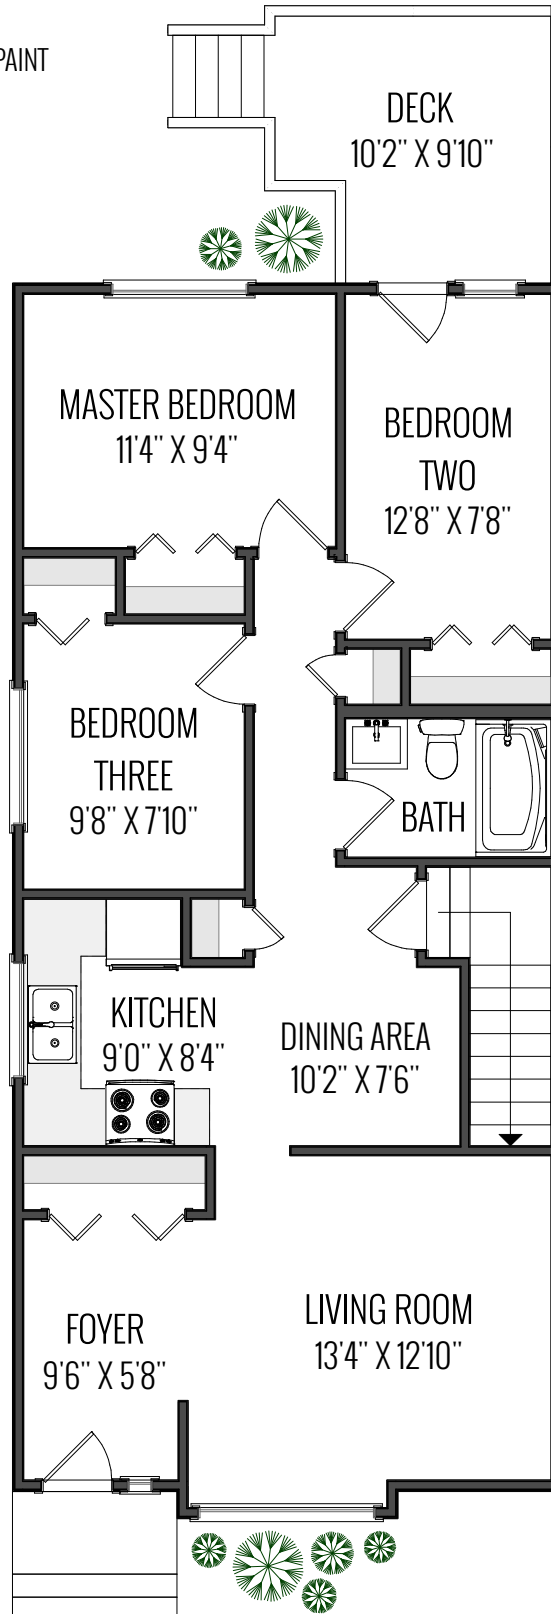 PAINT
DECK
10'2" X 9'10"
MASTER BEDROOM
11'4" X 9'4"
BEDROOM
TWO
12'8" X 7'8"
BEDROOM
THREE
9'8" X 7'10"
BATH
KITCHEN
9'0" X 8'4"
DINING AREA
10'2" X 7'6"
LIVING ROOM
13'4" X 12'10"
FOYER
9'6" X 5'8"